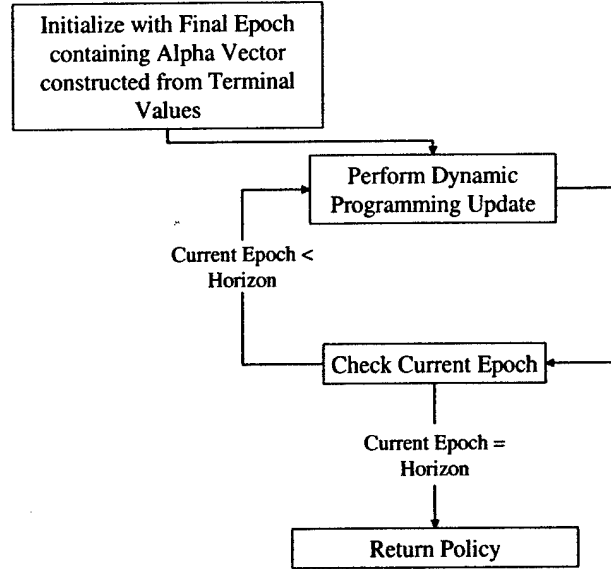 Initialize with Final Epoch
containing Alpha Vector
constructed from Terminal
Values
Perform Dynamic
Programming Update
Current Epoch <
Horizon
Check Current Epoch
Current Epoch =
Horizon
Return Policy